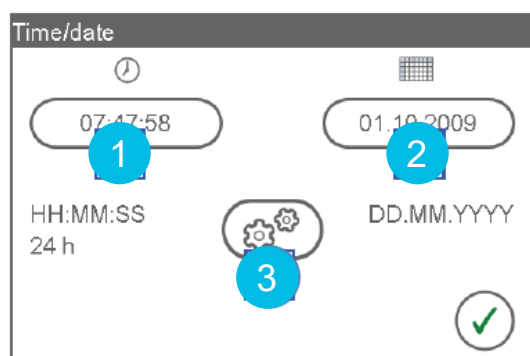 Time/date
07:47:58
01.10.2009
1
2
HH:MM:SS
24 h
DD.MM.YYYY
3